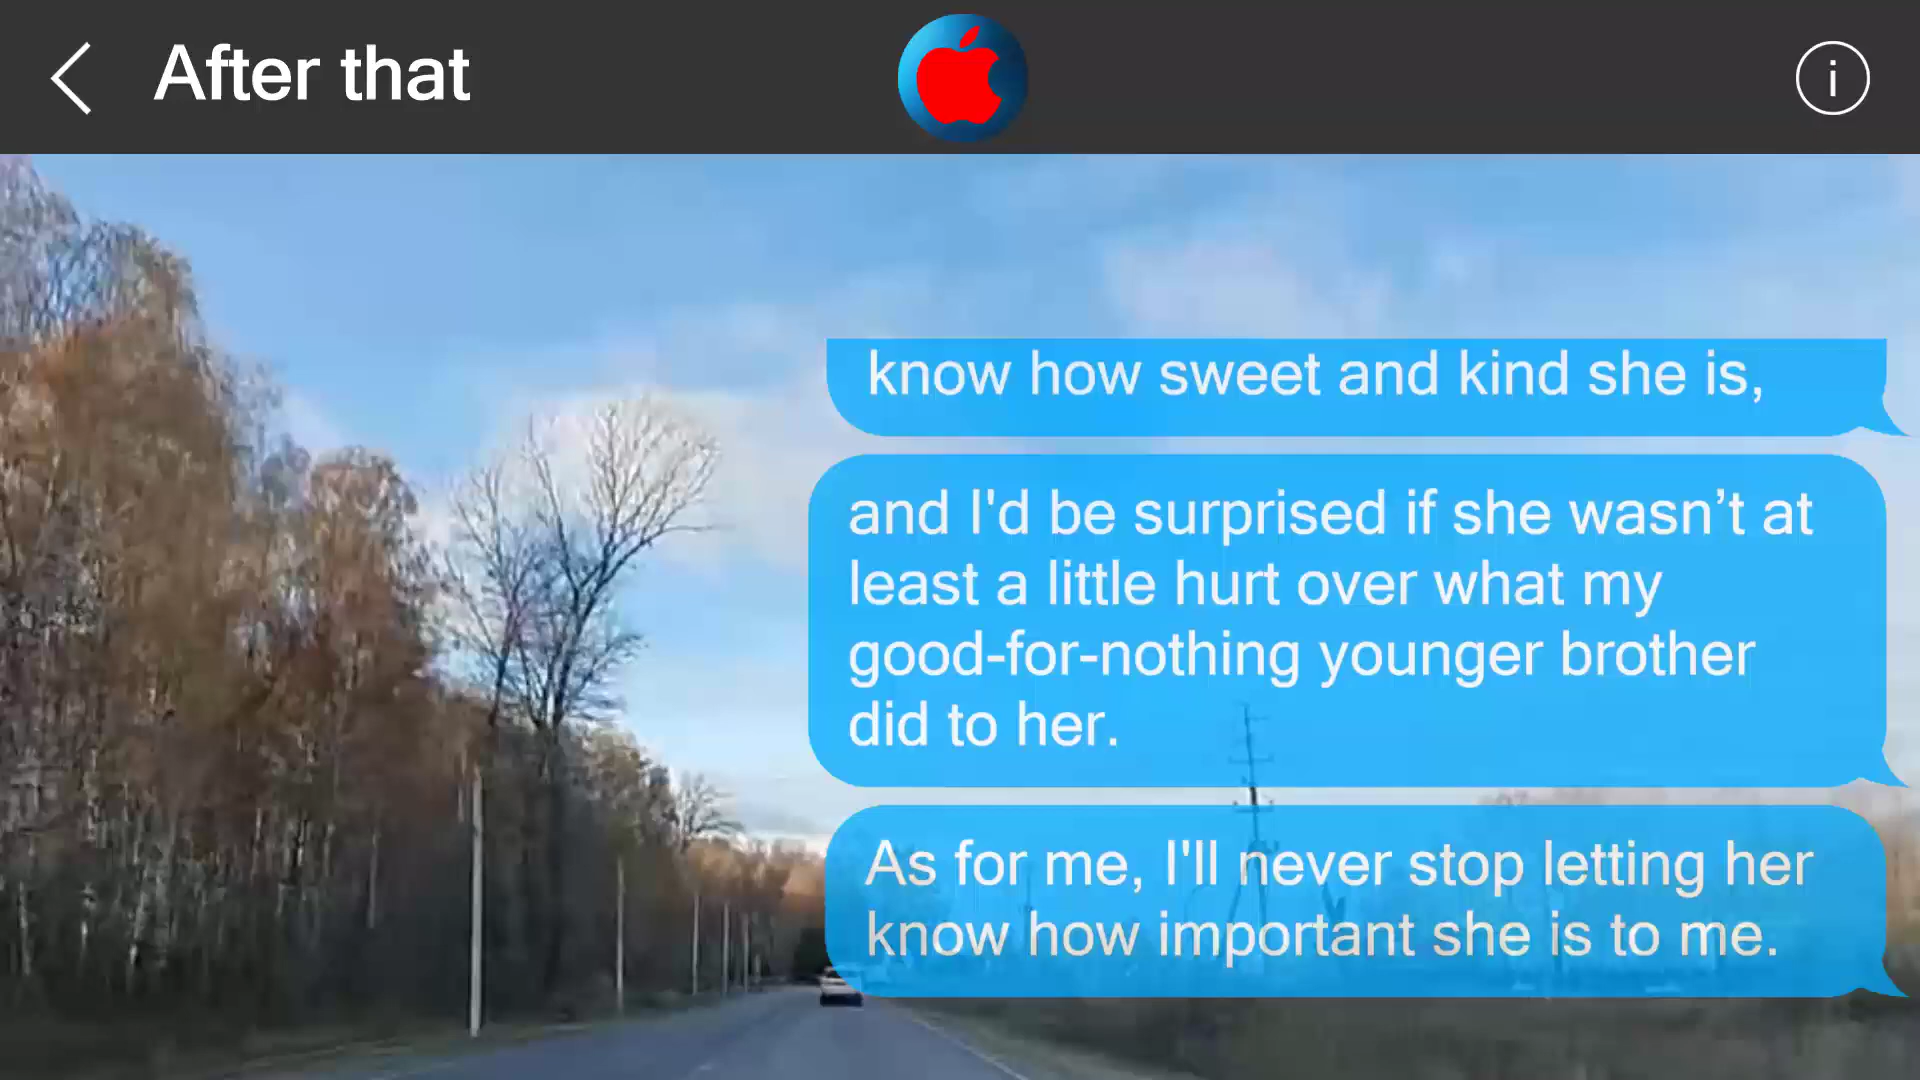 After that
i
know how sweet and kind she is,
and I'd be surprised if she wasn’t at
least a little hurt over what my
good-for-nothing younger brother
did to her.
As for me, I'll never stop letting her
know how important she is to me.